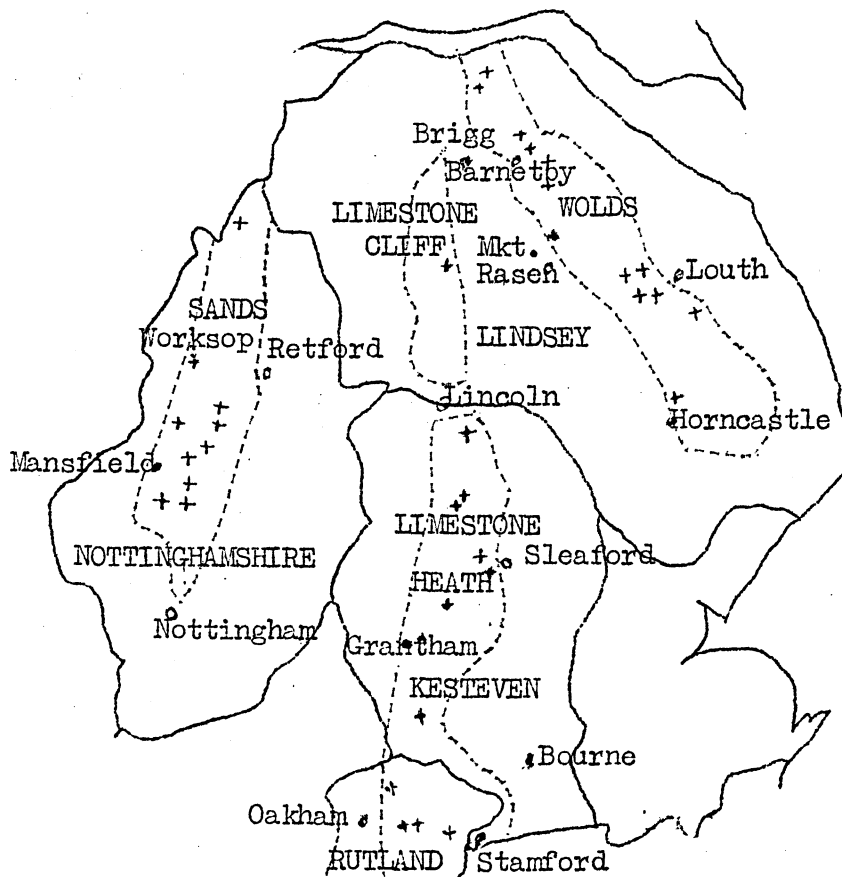 Brigg
Barnetby
LIMESTONE
WOLDS
CLIFF
Mkt.
Rasen
Louth
SANDS
Worksop
Retford
LINDSEY
Lincoln
Horncastle
Mansfield
LIMESTONE
NOTTINGHAMSHIRE
Sleaford
HEATH
Nottingham
Grantham
KESTEVEN
Bourne
Oakham
RUTLAND
Stamford